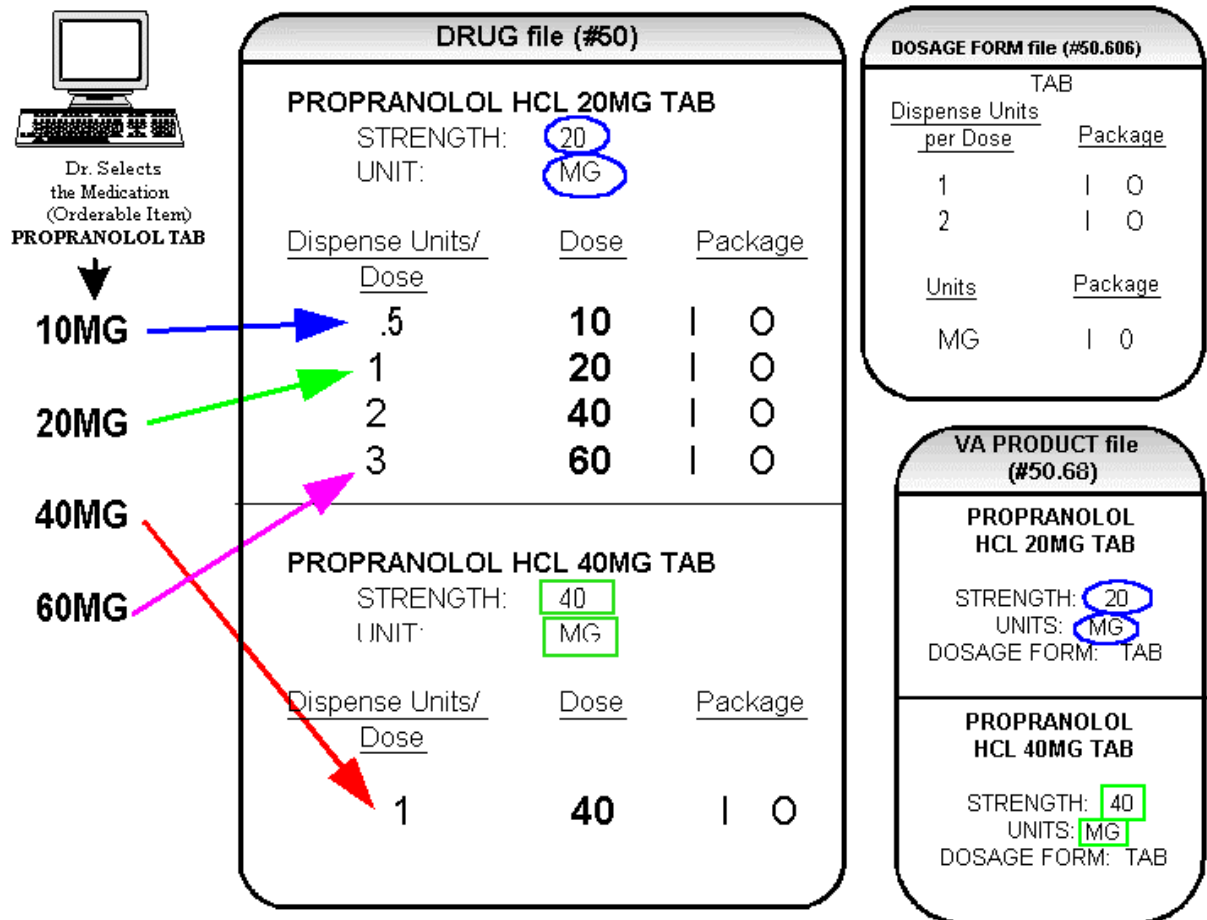 Dr. Selects
the Medication
(Orderable Item)
PROPRANOLOL TAB
10MG
20MG
40MG
60MG
DRUG file (#50)
PROPRANOLOL HCL 20MG TAB
STRENGTH: 20
UNIT: MG
Dispense Units/ Dose Package
Dose
.5 10 I O
1 20 I O
2 40 I O
3 60 I O
PROPRANOLOL HCL 40MG TAB
STRENGTH: 40
UNIT: MG
Dispense Units/ Dose Package
Dose
1 40 I O
DOSAGE FORM file (#50.606)
TAB
Dispense Units
per Dose Package
1 I O
2 I O
Units Package
MG I 0
VA PRODUCT file
(#50.68)
PROPRANOLOL
HCL 20MG TAB
STRENGTH: 20
UNITS: MG
DOSAGE FORM: TAB
PROPRANOLOL
HCL 40MG TAB
STRENGTH: 40
UNITS: MG
DOSAGE FORM: TAB